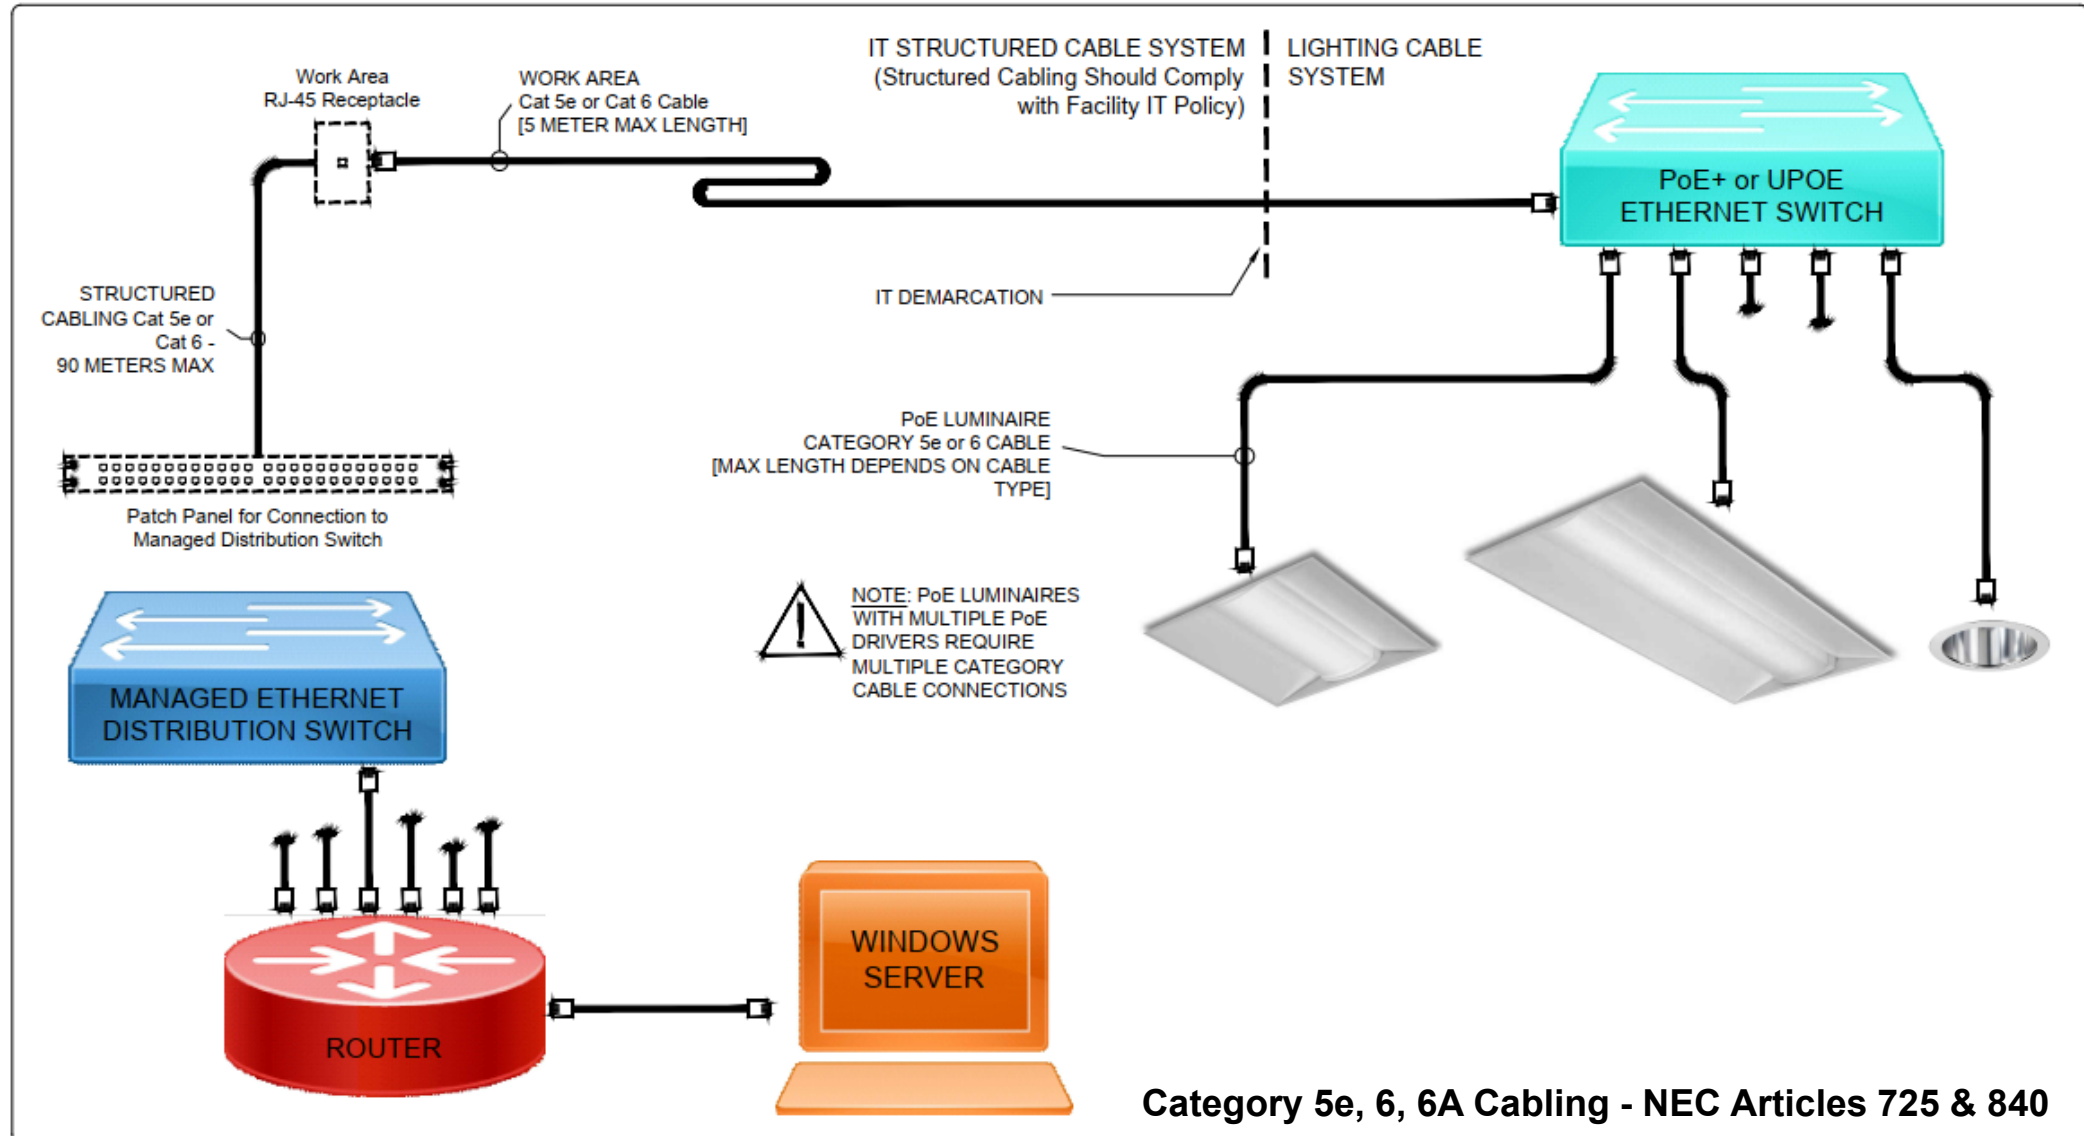 IT STRUCTURED CABLE SYSTEM
(Structured Cabling Should Comply
with Facility IT Policy)
LIGHTING CABLE
SYSTEM
Work Area
RJ-45 Receptacle
WORK AREA
Cat 5e or Cat 6 Cable
[5 METER MAX LENGTH]
PoE+ or UPOE
ETHERNET SWITCH
STRUCTURED
CABLING Cat 5e or
Cat 6 -
90 METERS MAX
IT DEMARCATION
PoE LUMINAIRE
CATEGORY 5e or 6 CABLE
[MAX LENGTH DEPENDS ON CABLE
TYPE]
Patch Panel for Connection to
Managed Distribution Switch
NOTE: PoE LUMINAIRES
WITH MULTIPLE PoE
DRIVERS REQUIRE
MULTIPLE CATEGORY
CABLE CONNECTIONS
!
MANAGED ETHERNET
DISTRIBUTION SWITCH
WINDOWS
SERVER
ROUTER
Category 5e, 6, 6A Cabling - NEC Articles 725 & 840